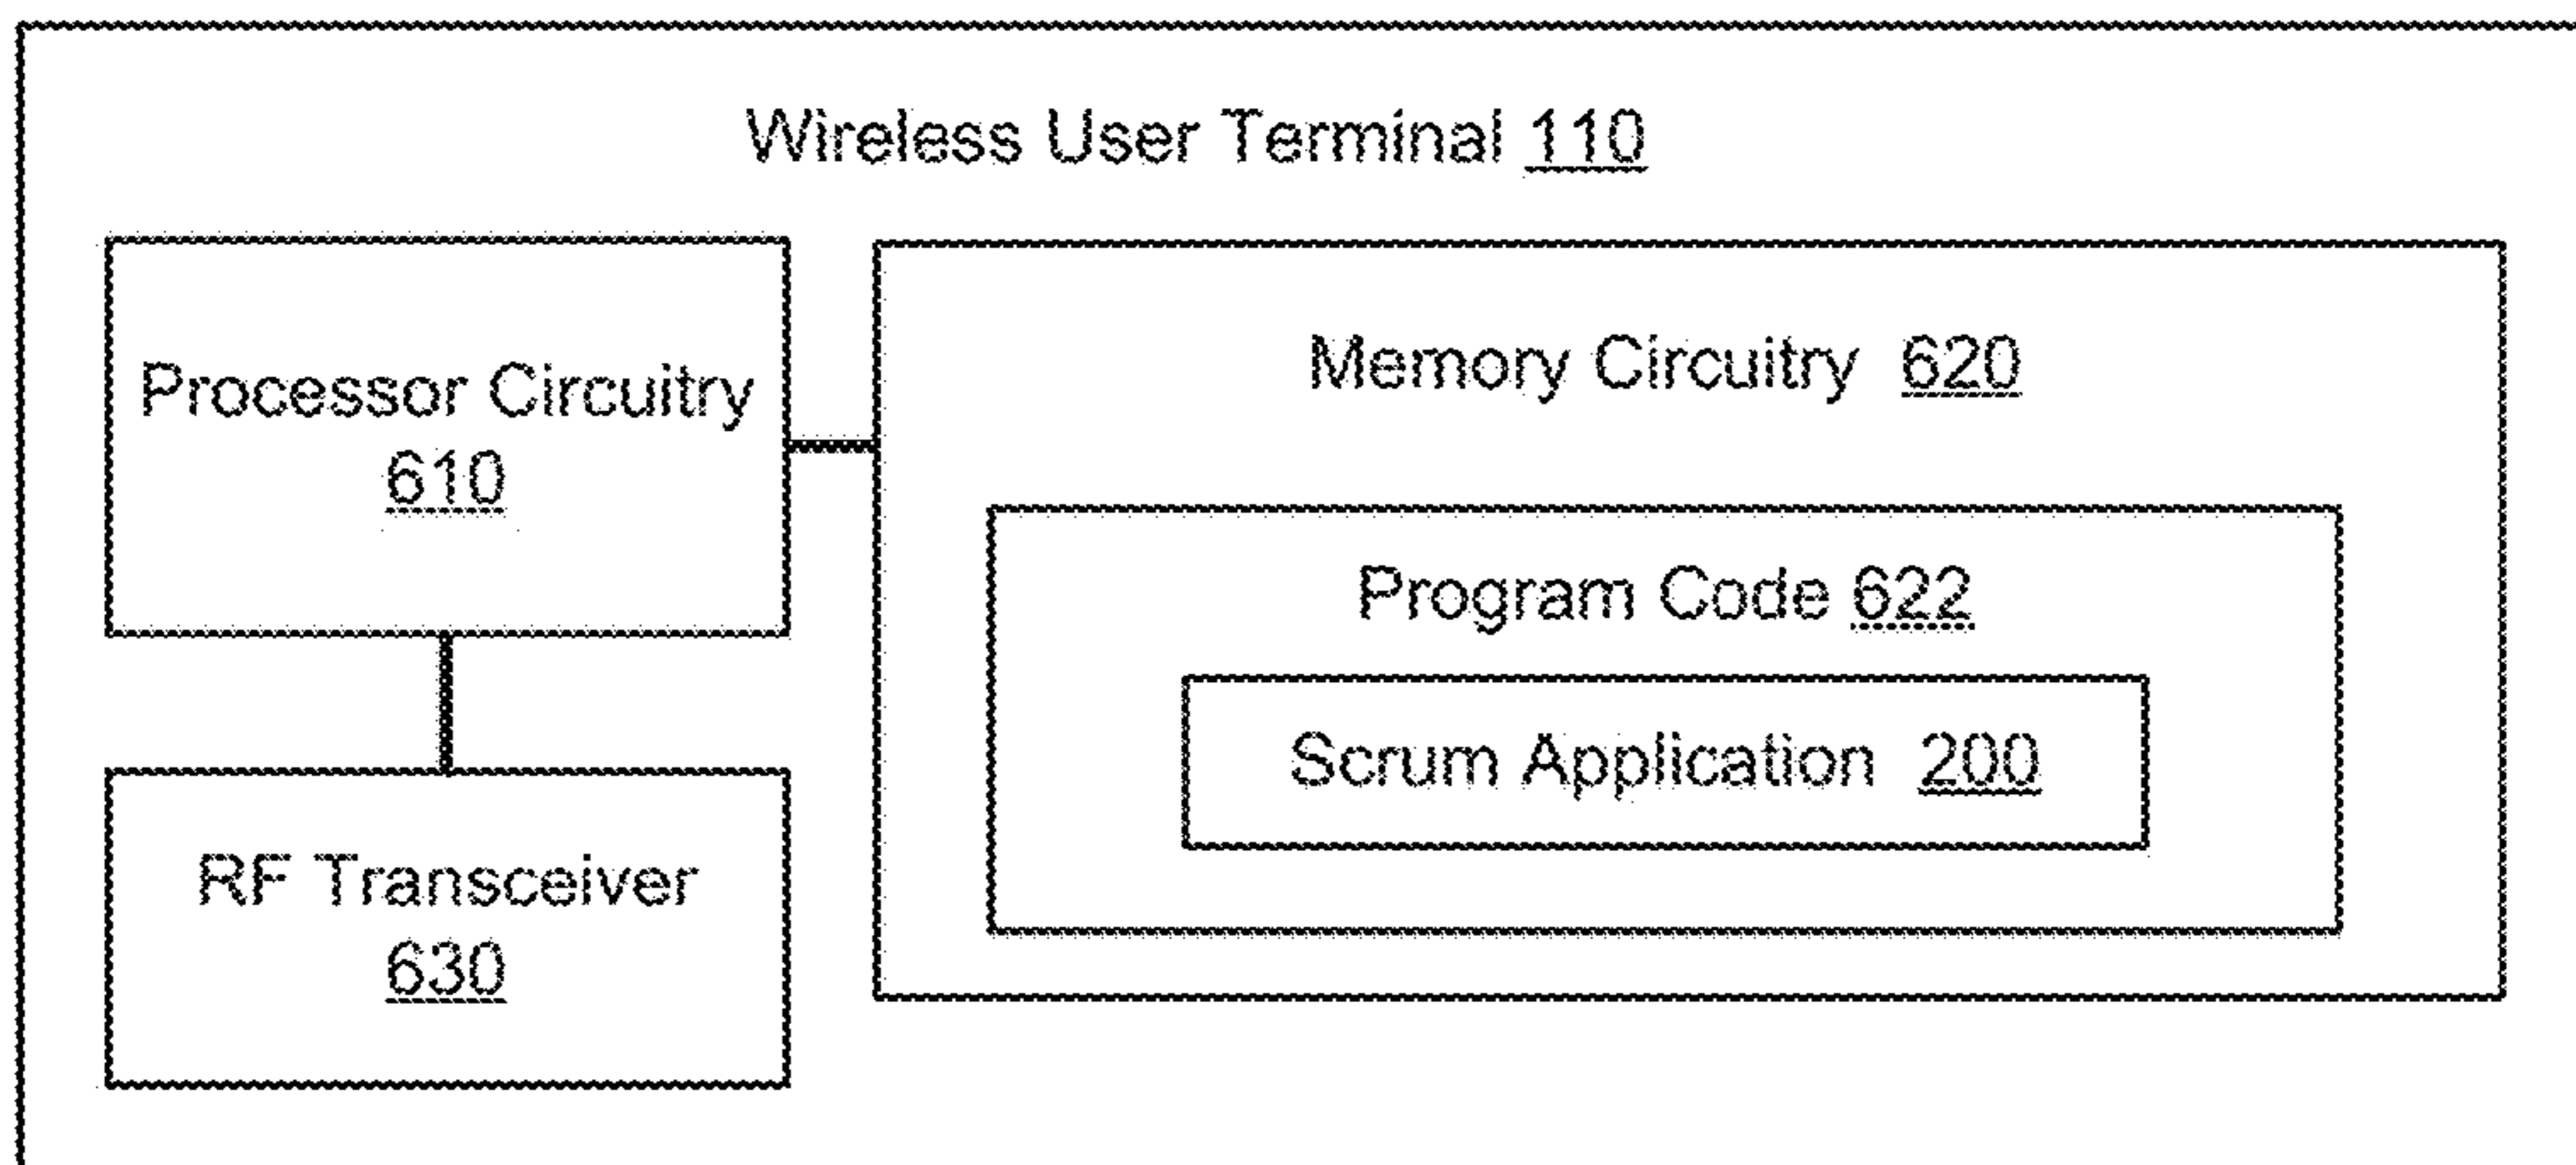 Wireless User Terminal 110
Processor Circuitry
610
Memory Circuitry 620
Program Code 622
Scrum Application 200
RF Transceiver
630